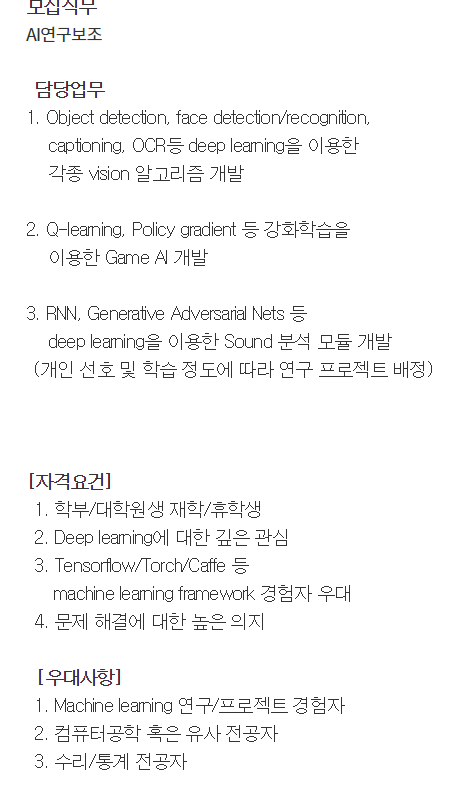 모집직무
AI연구보조
담당업무
1. Object detection, face detection/recognition,
captioning, OCR등 deep learning을 이용한
각종 vision 알고리즘 개발
2. Q-learning, Policy gradient 등 강화학습을
이용한 Game AI 개발
3. RNN, Generative Adversarial Nets 등
deep learning을 이용한 Sound 분석 모듈 개발
(개인 선호 및 학습 정도에 따라 연구 프로젝트 배정)
[자격요건]
1. 학부/대학원생 재학/휴학생
2. Deep learning에 대한 깊은 관심
3. Tensorflow/Torch/Caffe 등
machine learning framework 경험자 우대
4. 문제 해결에 대한 높은 의지
[우대사항]
1. Machine learning 연구/프로젝트 경험자
2. 컴퓨터공학 혹은 유사 전공자
3. 수리/통계 전공자